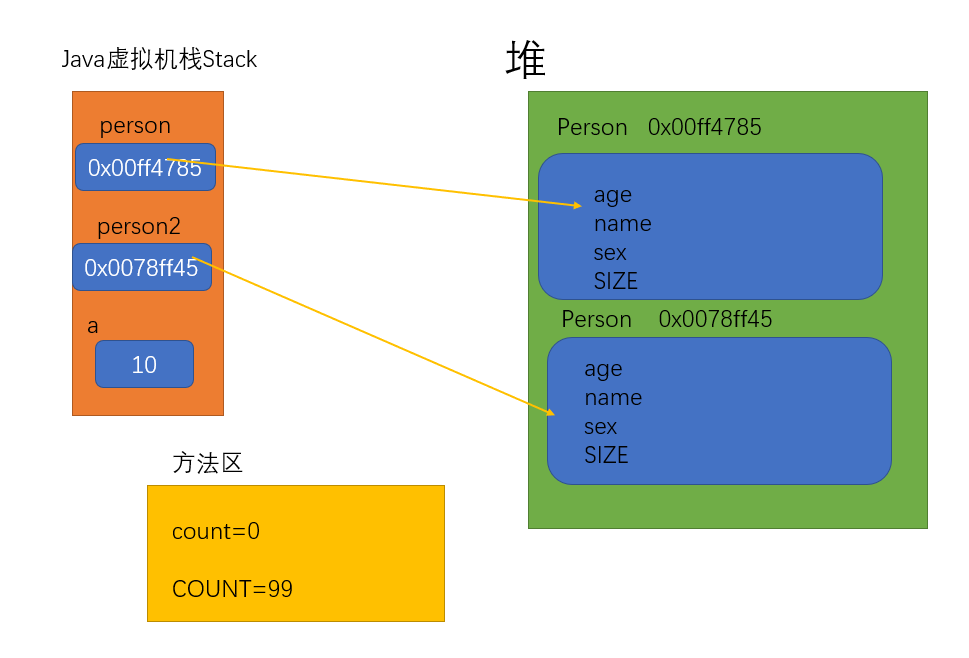 Java虚拟机栈Stack
person
0x00ff4785
person2
0x0078ff45
a
10
堆
Person 0x00ff4785
age
name
sex
SIZE
Person 0x0078ff45
age
name
sex
SIZE
方法区
count=0
COUNT=99